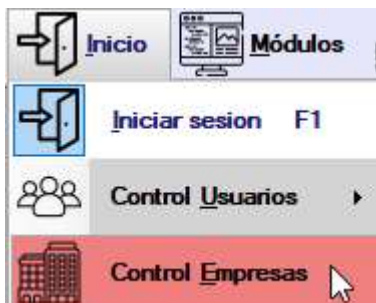 Inicio Módulos
Iniciar sesion F1
Control Usuarios
Control Empresas